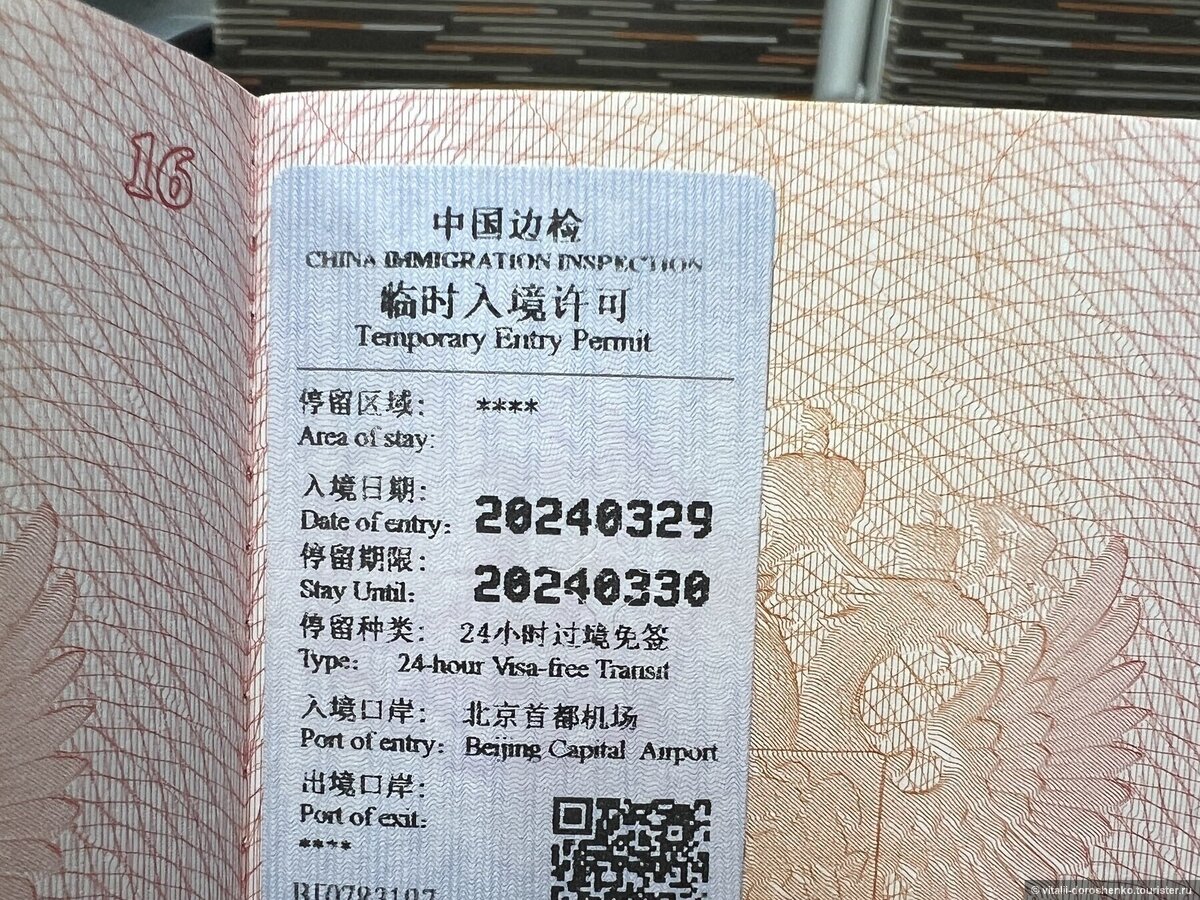 16
中国边检
CHINA IMMIGRATION INSPECTION
临时入境许可
Temporary Entry Permit
停留区域： ****
Area of stay:
入境日期：
Date of entry: 20240329
停留期限：
Stay Until: 20240330
停留种类： 24小时过境免签
Type: 24-hour Visa-free Transit
入境口岸： 北京首都机场
Port of entry: Beijing Capital Airport
出境口岸：
Port of exit:
****
© vitalii-doroshenko.tourister.ru